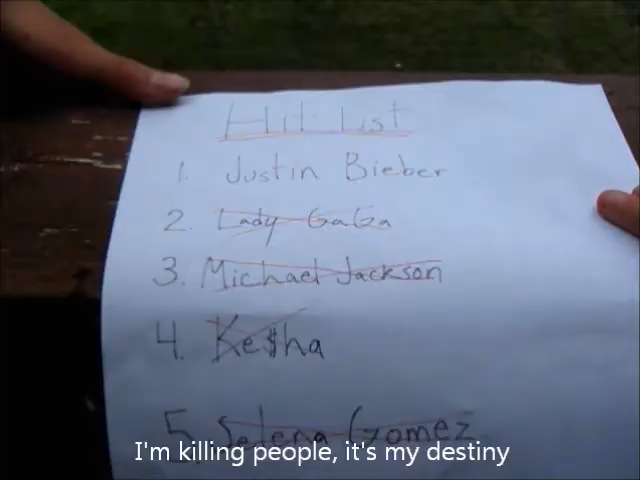 Hit List
1. Justin Bieber
2. Lady GaGa
3. Michael Jackson
4. Ke$ha
5. Selena Gomez
I'm killing people, it's my destiny